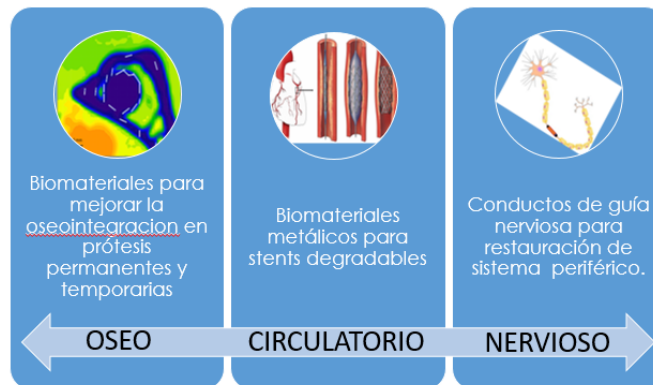 Biomateriales para
mejorar la
oseointegracion en
prótesis
permanentes y
temporarias
Biomateriales
metálicos para
stents degradables
Conductos de guía
nerviosa para
restauración de
sistema periférico.
OSEO
CIRCULATORIO
NERVIOSO